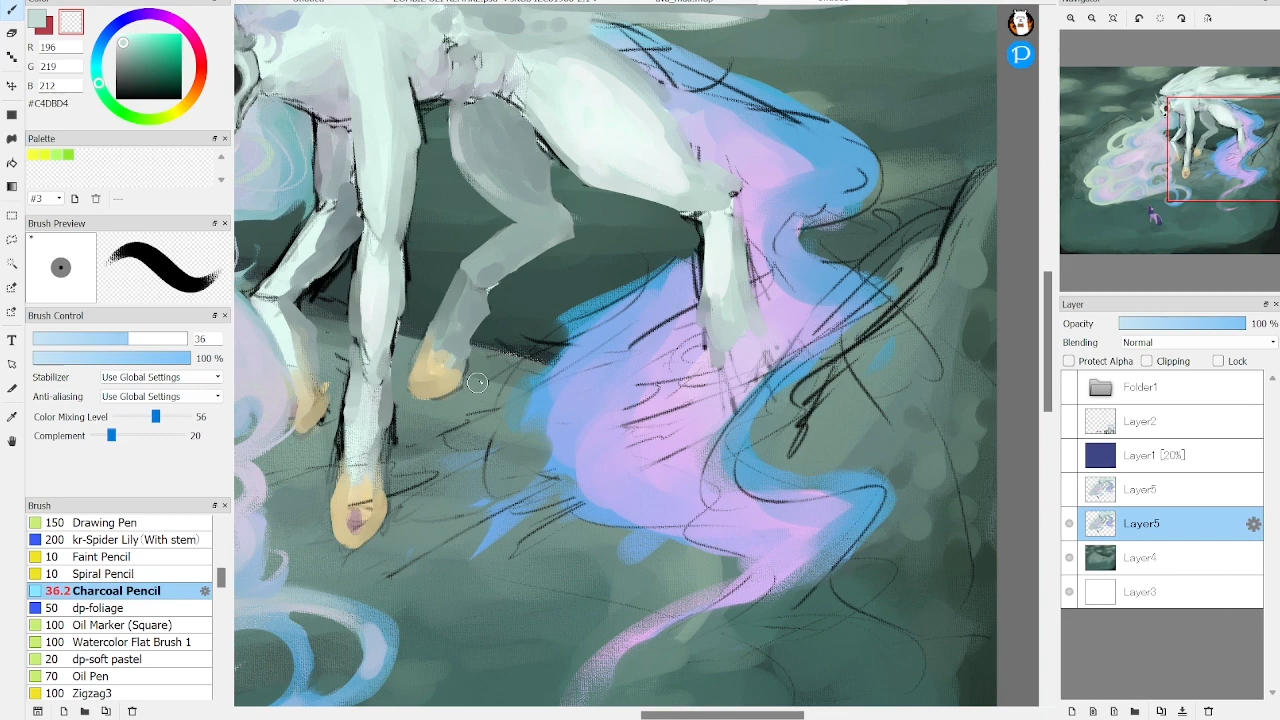 Color
R 196
G 219
B 212
#C4DBD4
Palette
#3
Brush Preview
Brush Control
36
100 %
Stabilizer Use Global Settings
Anti-aliasing Use Global Settings
Color Mixing Level 56
Complement 20
Brush
150 Drawing Pen
200 kr-Spider Lily(With stem)
10 Faint Pencil
10 Spiral Pencil
36.2 Charcoal Pencil
50 dp-foliage
100 Oil Marker (Square)
100 Watercolor Flat Brush 1
20 dp-soft pastel
70 Oil Pen
100 Zigzag3
Navigator
Layer
Opacity 100 %
Blending Normal
Protect Alpha Clipping Lock
Folder1
Layer2
Layer1 [20%]
Layer5
Layer4
Layer3